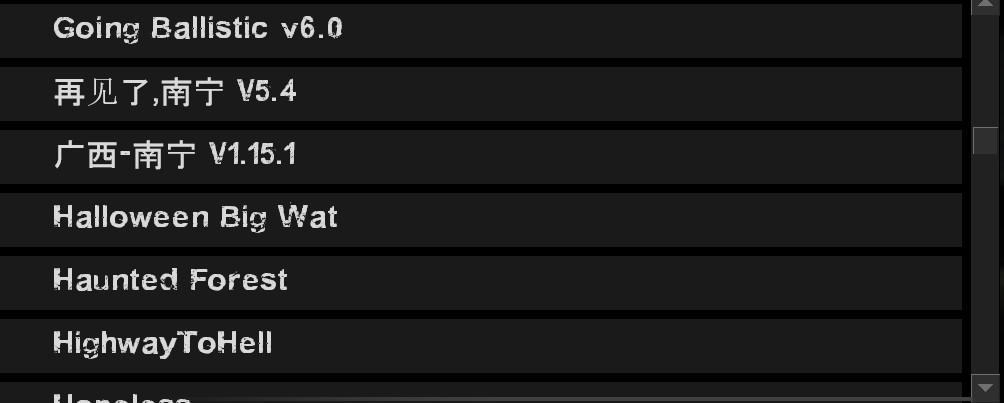 Going Ballistic v6.0
再见了,南宁 V5.4
广西-南宁 V1.15.1
Halloween Big Wat
Haunted Forest
HighwayToHell